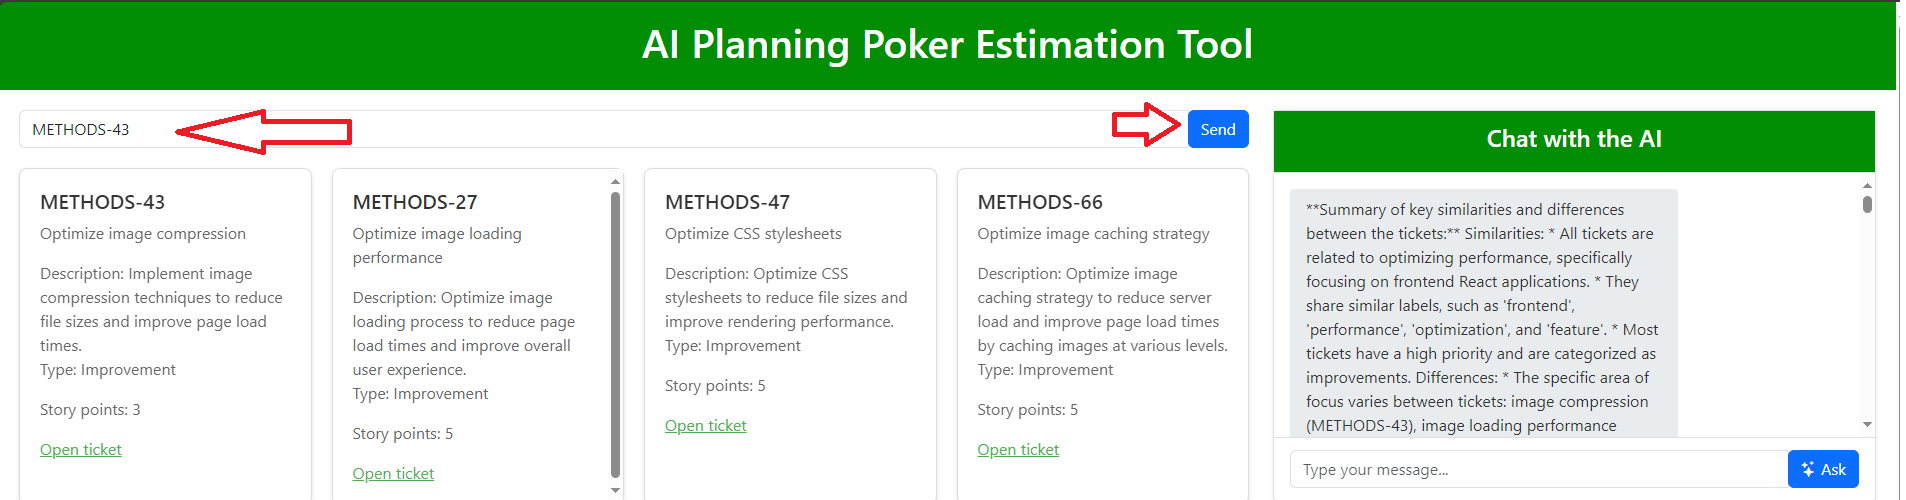 AI Planning Poker Estimation Tool
METHODS-43
Send
METHODS-43
Optimize image compression
Description: Implement image
compression techniques to reduce
file sizes and improve page load
times.
Type: Improvement
Story points: 3
Open ticket
METHODS-27
Optimize image loading
performance
Description: Optimize image
loading process to reduce page
load times and improve overall
user experience.
Type: Improvement
Story points: 5
Open ticket
METHODS-47
Optimize CSS stylesheets
Description: Optimize CSS
stylesheets to reduce file sizes and
improve rendering performance.
Type: Improvement
Story points: 5
Open ticket
METHODS-66
Optimize image caching strategy
Description: Optimize image
caching strategy to reduce server
load and improve page load times
by caching images at various levels.
Type: Improvement
Story points: 5
Open ticket
Chat with the AI
**Summary of key similarities and differences
between the tickets:** Similarities: * All tickets are
related to optimizing performance, specifically
focusing on frontend React applications. * They
share similar labels, such as 'frontend',
'performance', 'optimization', and 'feature'. * Most
tickets have a high priority and are categorized as
improvements. Differences: * The specific area of
focus varies between tickets: image compression
(METHODS-43), image loading performance
Type your message...
Ask